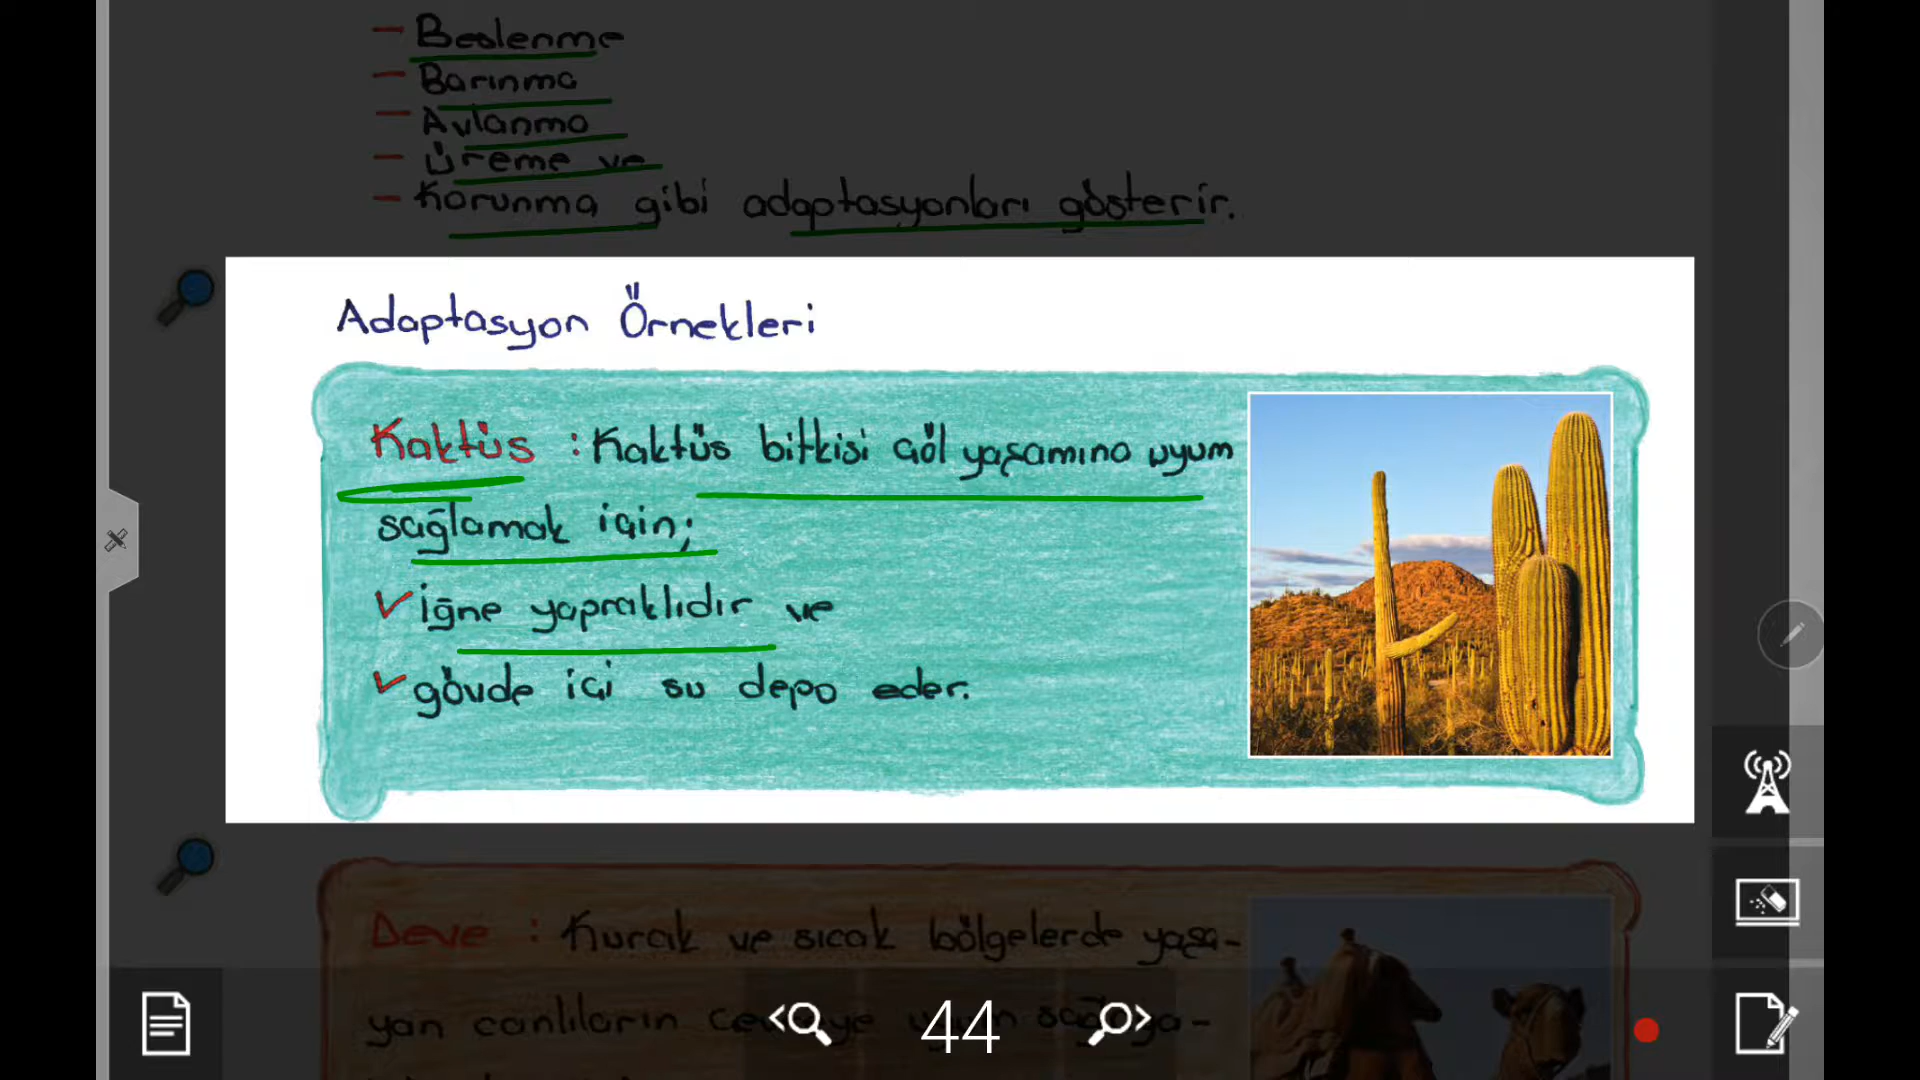 - Beslenme
- Barınma
- Avlanma
- Üreme ve
- Korunma gibi adaptasyonları gösterir.
Adaptasyon Örnekleri
Kaktüs : Kaktüs bitkisi çöl yaşamına uyum
sağlamak için;
✓ İğne yapraklıdır ve
✓ gövde içi su depo eder.
Deve : Kurak ve sıcak bölgelerde yaşa-
yan canlıların
44